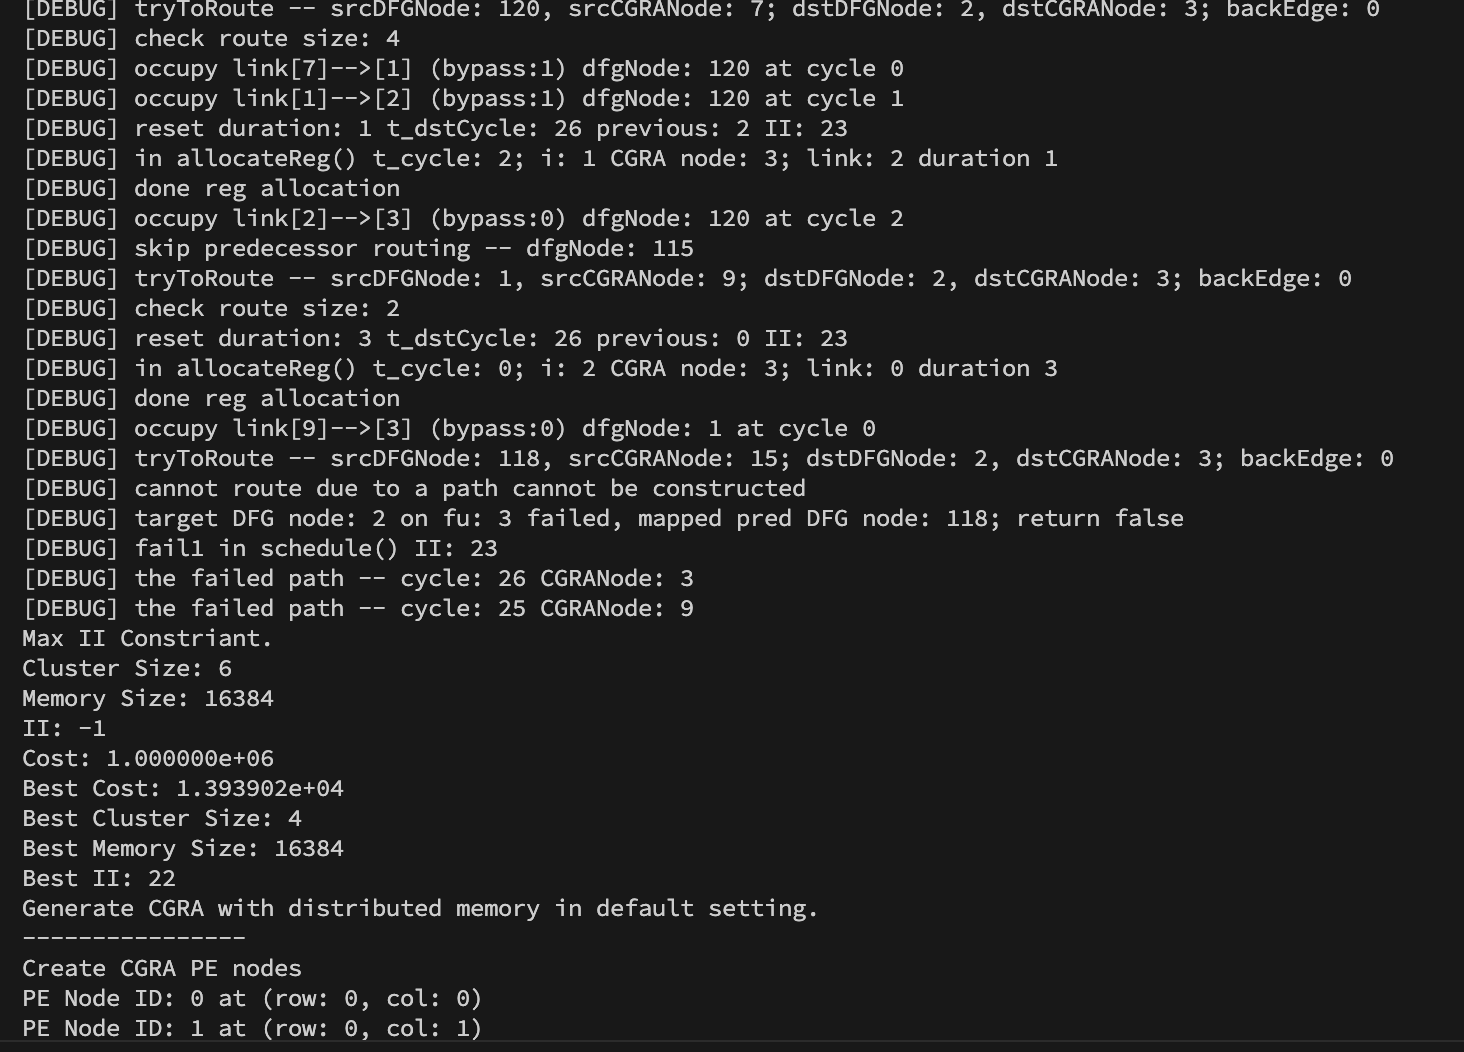 [DEBUG] tryToRoute -- srcDFGNode: 120, srcCGRANode: 7; dstDFGNode: 2, dstCGRANode: 3; backEdge: 0
[DEBUG] check route size: 4
[DEBUG] occupy link[7]-->[1] (bypass:1) dfgNode: 120 at cycle 0
[DEBUG] occupy link[1]-->[2] (bypass:1) dfgNode: 120 at cycle 1
[DEBUG] reset duration: 1 t_dstCycle: 26 previous: 2 II: 23
[DEBUG] in allocateReg() t_cycle: 2; i: 1 CGRA node: 3; link: 2 duration 1
[DEBUG] done reg allocation
[DEBUG] occupy link[2]-->[3] (bypass:0) dfgNode: 120 at cycle 2
[DEBUG] skip predecessor routing -- dfgNode: 115
[DEBUG] tryToRoute -- srcDFGNode: 1, srcCGRANode: 9; dstDFGNode: 2, dstCGRANode: 3; backEdge: 0
[DEBUG] check route size: 2
[DEBUG] reset duration: 3 t_dstCycle: 26 previous: 0 II: 23
[DEBUG] in allocateReg() t_cycle: 0; i: 2 CGRA node: 3; link: 0 duration 3
[DEBUG] done reg allocation
[DEBUG] occupy link[9]-->[3] (bypass:0) dfgNode: 1 at cycle 0
[DEBUG] tryToRoute -- srcDFGNode: 118, srcCGRANode: 15; dstDFGNode: 2, dstCGRANode: 3; backEdge: 0
[DEBUG] cannot route due to a path cannot be constructed
[DEBUG] target DFG node: 2 on fu: 3 failed, mapped pred DFG node: 118; return false
[DEBUG] fail1 in schedule() II: 23
[DEBUG] the failed path -- cycle: 26 CGRANode: 3
[DEBUG] the failed path -- cycle: 25 CGRANode: 9
Max II Constriant.
Cluster Size: 6
Memory Size: 16384
II: -1
Cost: 1.000000e+06
Best Cost: 1.393902e+04
Best Cluster Size: 4
Best Memory Size: 16384
Best II: 22
Generate CGRA with distributed memory in default setting.
----------------
Create CGRA PE nodes
PE Node ID: 0 at (row: 0, col: 0)
PE Node ID: 1 at (row: 0, col: 1)